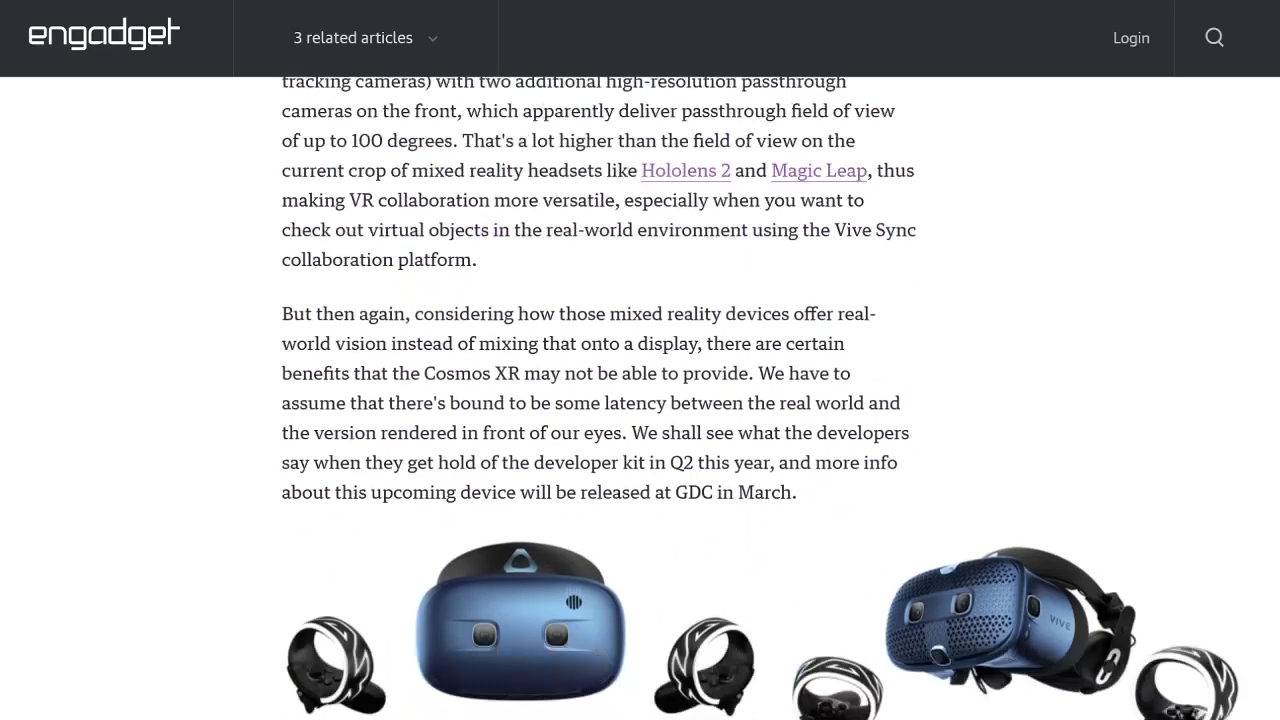 engadget
3 related articles
Login
tracking cameras) with two additional high-resolution passthrough
cameras on the front, which apparently deliver passthrough field of view
of up to 100 degrees. That's a lot higher than the field of view on the
current crop of mixed reality headsets like Hololens 2 and Magic Leap, thus
making VR collaboration more versatile, especially when you want to
check out virtual objects in the real-world environment using the Vive Sync
collaboration platform.
But then again, considering how those mixed reality devices offer real-
world vision instead of mixing that onto a display, there are certain
benefits that the Cosmos XR may not be able to provide. We have to
assume that there's bound to be some latency between the real world and
the version rendered in front of our eyes. We shall see what the developers
say when they get hold of the developer kit in Q2 this year, and more info
about this upcoming device will be released at GDC in March.
VIVE